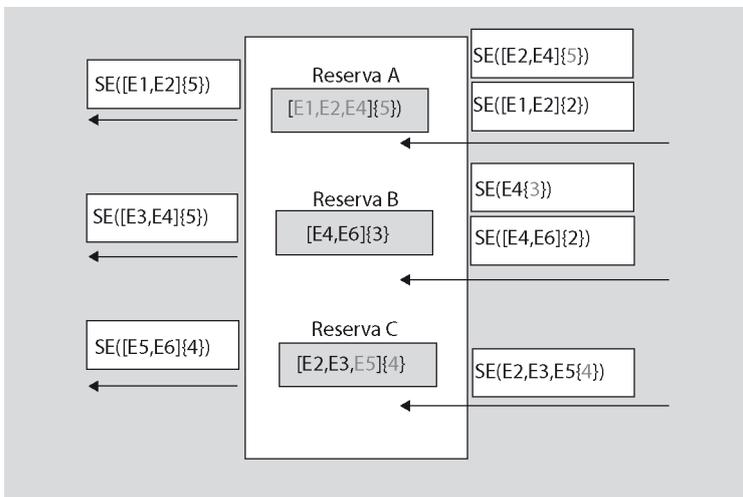 SE([E1,E2]{5})
Reserva A
[E1,E2,E4]{5})
SE([E2,E4]{5})
SE([E1,E2]{2})
SE([E3,E4]{5})
Reserva B
[E4,E6]{3}
SE(E4{3})
SE([E4,E6]{2})
SE([E5,E6]{4})
Reserva C
[E2,E3,E5]{4}
SE(E2,E3,E5{4})